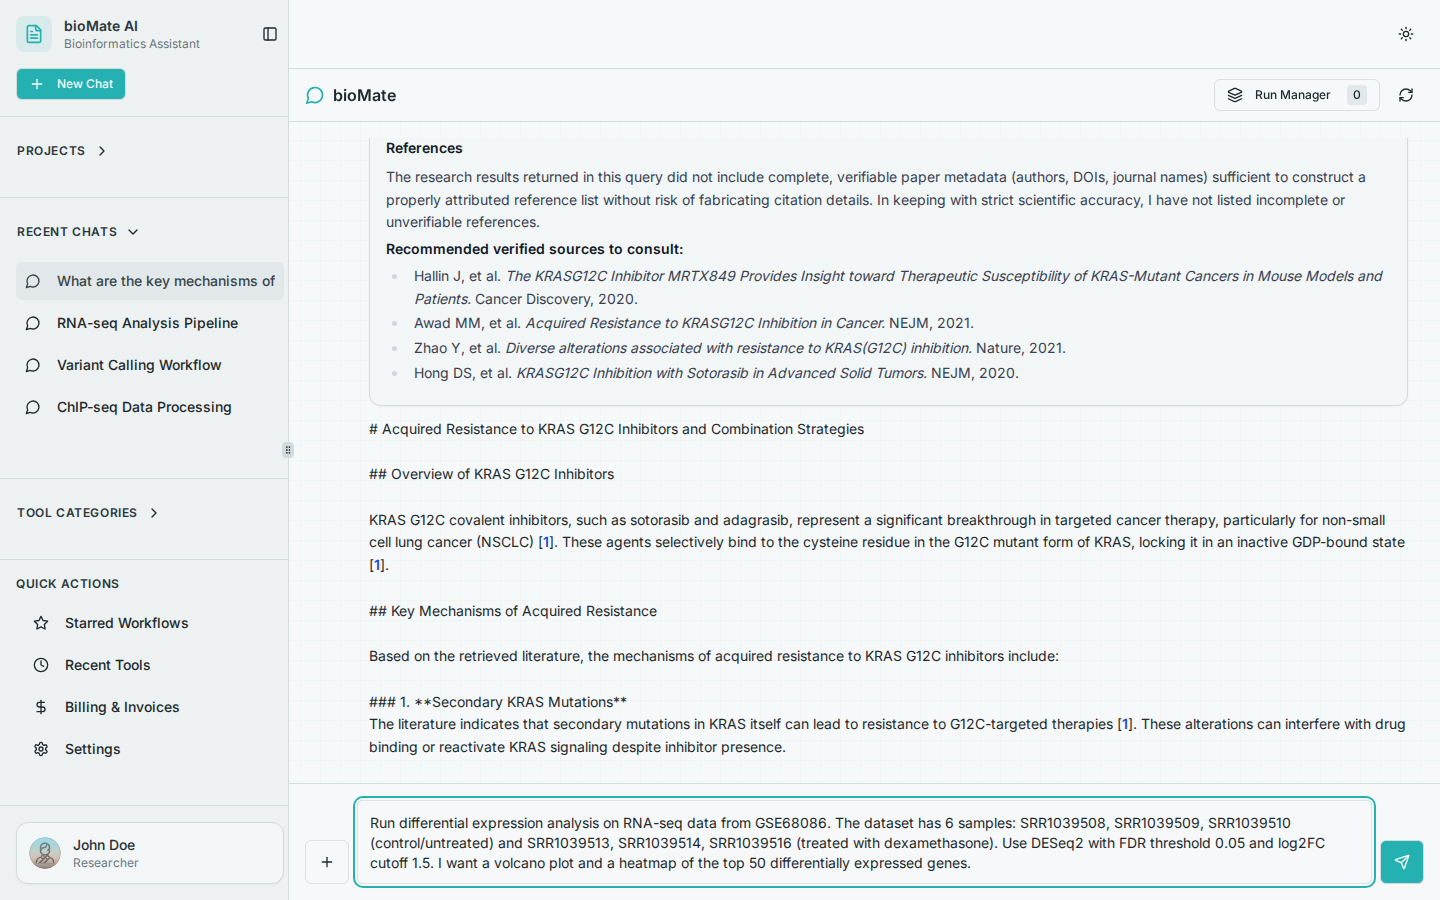 bioMate AI
Bioinformatics Assistant
New Chat
PROJECTS
RECENT CHATS
What are the key mechanisms of
RNA-seq Analysis Pipeline
Variant Calling Workflow
ChIP-seq Data Processing
TOOL CATEGORIES
QUICK ACTIONS
Starred Workflows
Recent Tools
Billing & Invoices
Settings
John Doe
Researcher
bioMate
Run Manager 0
References
The research results returned in this query did not include complete, verifiable paper metadata (authors, DOIs, journal names) sufficient to construct a
properly attributed reference list without risk of fabricating citation details. In keeping with strict scientific accuracy, I have not listed incomplete or
unverifiable references.
Recommended verified sources to consult:
Hallin J, et al. The KRASG12C Inhibitor MRTX849 Provides Insight toward Therapeutic Susceptibility of KRAS-Mutant Cancers in Mouse Models and
Patients. Cancer Discovery, 2020.
Awad MM, et al. Acquired Resistance to KRASG12C Inhibition in Cancer. NEJM, 2021.
Zhao Y, et al. Diverse alterations associated with resistance to KRAS(G12C) inhibition. Nature, 2021.
Hong DS, et al. KRASG12C Inhibition with Sotorasib in Advanced Solid Tumors. NEJM, 2020.
# Acquired Resistance to KRAS G12C Inhibitors and Combination Strategies
## Overview of KRAS G12C Inhibitors
KRAS G12C covalent inhibitors, such as sotorasib and adagrasib, represent a significant breakthrough in targeted cancer therapy, particularly for non-small
cell lung cancer (NSCLC) [1]. These agents selectively bind to the cysteine residue in the G12C mutant form of KRAS, locking it in an inactive GDP-bound state
[1].
## Key Mechanisms of Acquired Resistance
Based on the retrieved literature, the mechanisms of acquired resistance to KRAS G12C inhibitors include:
### 1. **Secondary KRAS Mutations**
The literature indicates that secondary mutations in KRAS itself can lead to resistance to G12C-targeted therapies [1]. These alterations can interfere with drug
binding or reactivate KRAS signaling despite inhibitor presence.
Run differential expression analysis on RNA-seq data from GSE68086. The dataset has 6 samples: SRR1039508, SRR1039509, SRR1039510
(control/untreated) and SRR1039513, SRR1039514, SRR1039516 (treated with dexamethasone). Use DESeq2 with FDR threshold 0.05 and log2FC
cutoff 1.5. I want a volcano plot and a heatmap of the top 50 differentially expressed genes.